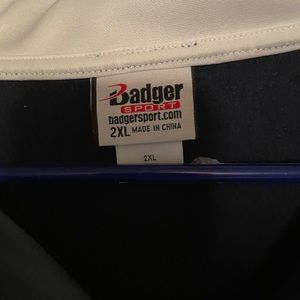 Badger
SPORT
badgersport.com
2XL MADE IN CHINA
2XL